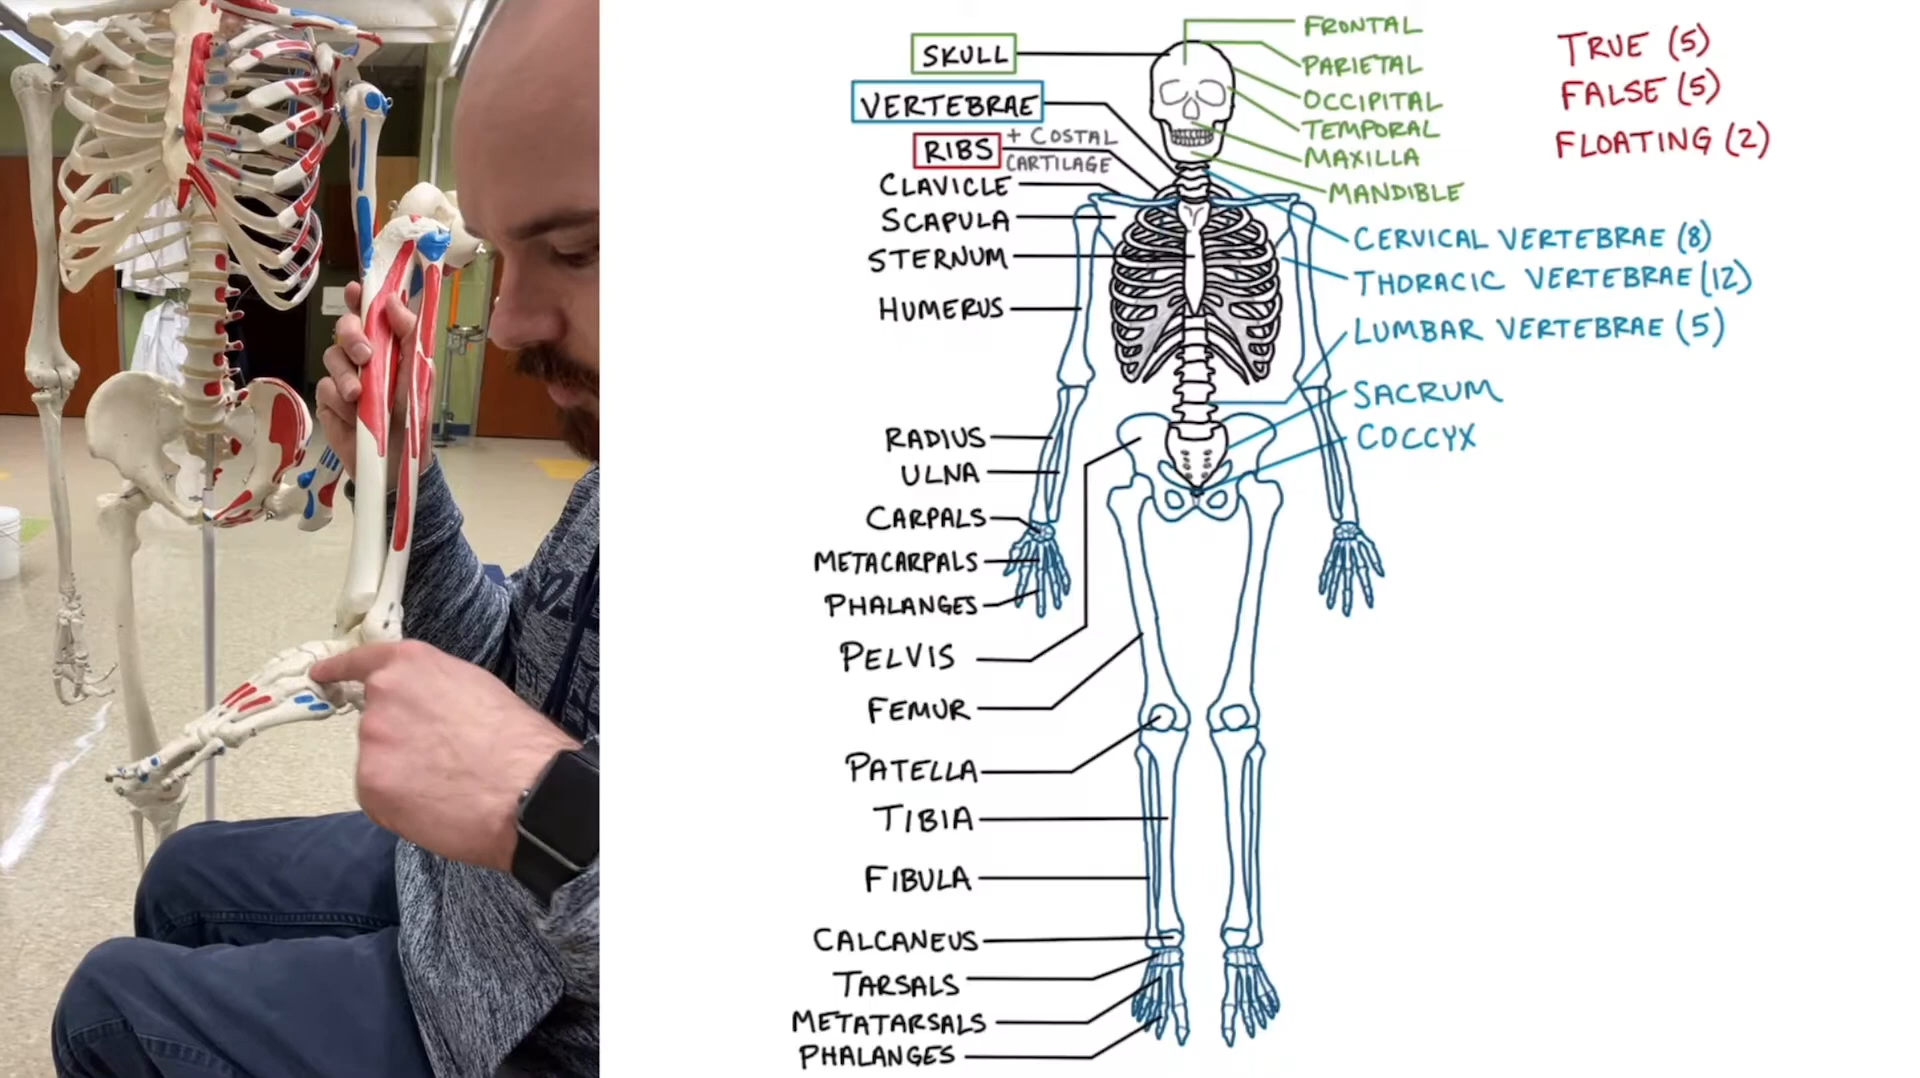 SKULL
VERTEBRAE
RIBS + COSTAL CARTILAGE
CLAVICLE
SCAPULA
STERNUM
HUMERUS
RADIUS
ULNA
CARPALS
METACARPALS
PHALANGES
PELVIS
FEMUR
PATELLA
TIBIA
FIBULA
CALCANEUS
TARSALS
METATARSALS
PHALANGES
FRONTAL
PARIETAL
OCCIPITAL
TEMPORAL
MAXILLA
MANDIBLE
CERVICAL VERTEBRAE (8)
THORACIC VERTEBRAE (12)
LUMBAR VERTEBRAE (5)
SACRUM
COCCYX
TRUE (5)
FALSE (5)
FLOATING (2)